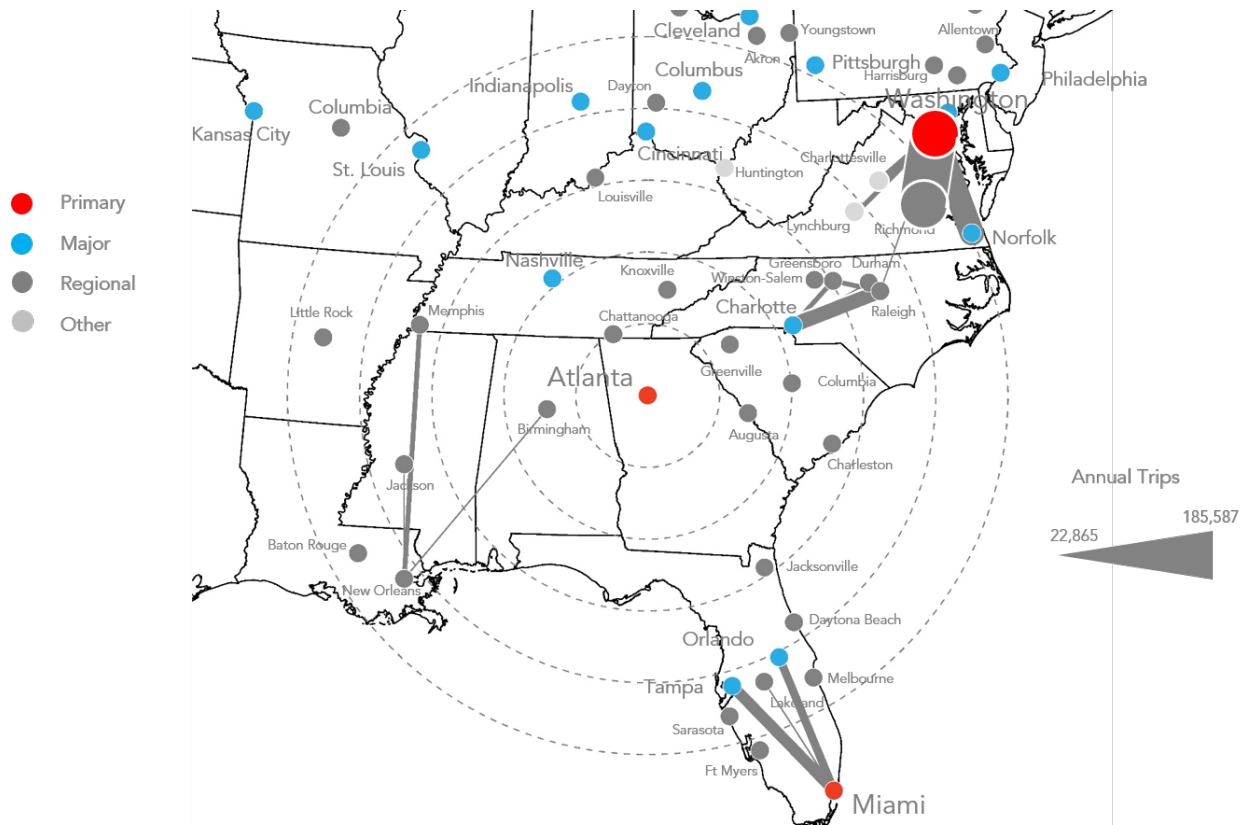 Primary
Major
Regional
Other
Cleveland
Akron
Youngstown
Allentown
Pittsburgh
Harrisburg
Philadelphia
Washington
Columbus
Dayton
Indianapolis
Cincinnati
Columbia
Kansas City
St. Louis
Louisville
Huntington
Charlottesville
Lynchburg
Richmond
Norfolk
Nashville
Knoxville
Greensboro
Durham
Winston-Salem
Raleigh
Charlotte
Little Rock
Memphis
Chattanooga
Greenville
Columbia
Atlanta
Birmingham
Augusta
Charleston
Jackson
Baton Rouge
New Orleans
Jacksonville
Daytona Beach
Orlando
Melbourne
Tampa
Lakeland
Sarasota
Ft Myers
Miami
Annual Trips
185,587
22,865